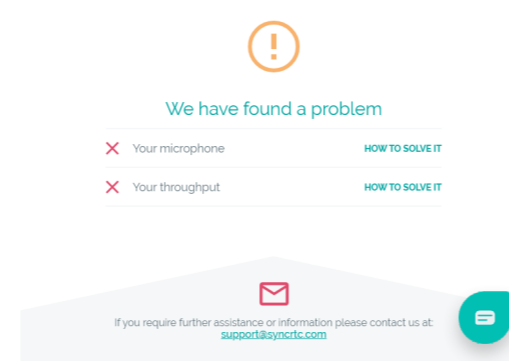 We have found a problem
Your microphone HOW TO SOLVE IT
Your throughput HOW TO SOLVE IT
If you require further assistance or information please contact us at:
support@syncrtc.com